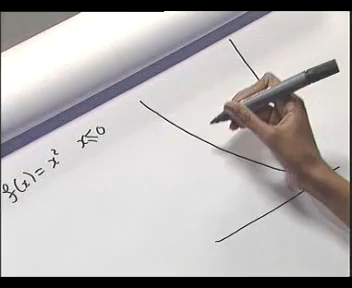 f(x) = x² x ≤ 0